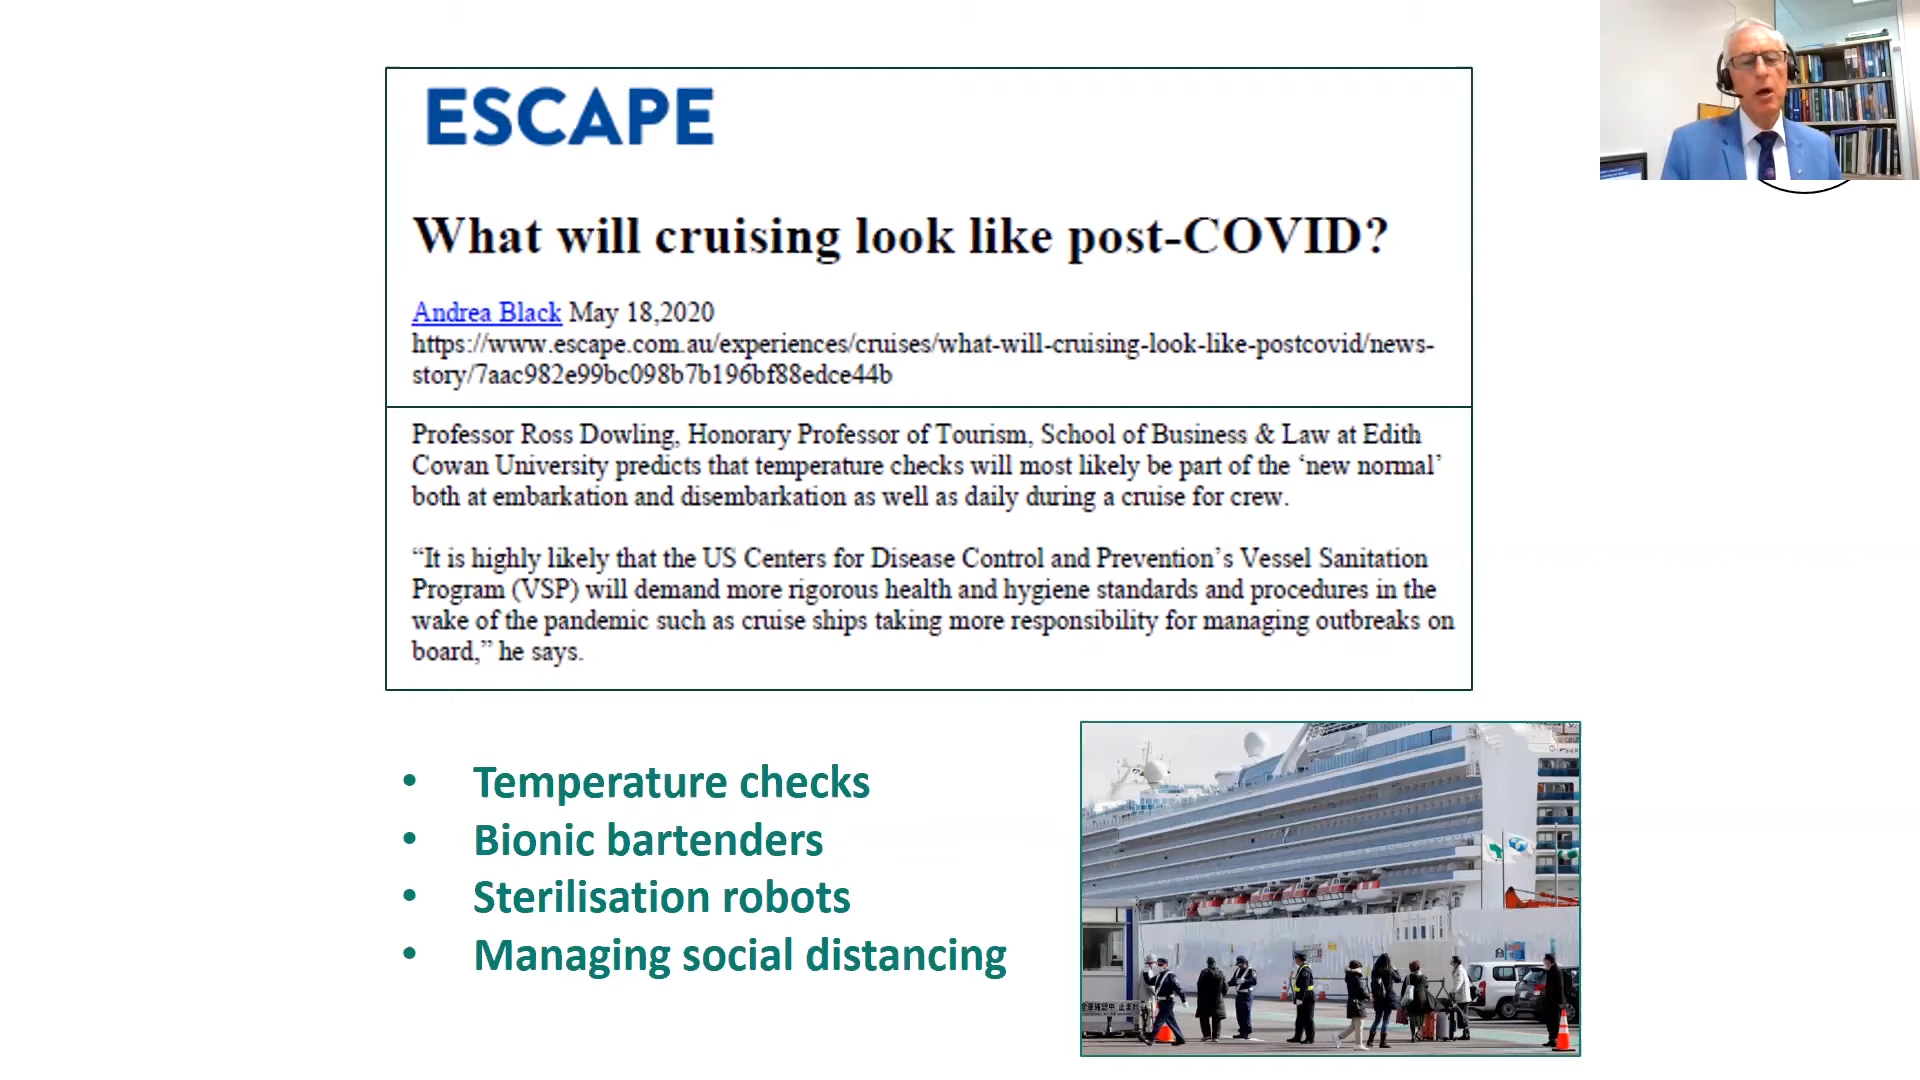 ESCAPE
What will cruising look like post-COVID?
Andrea Black May 18,2020
https://www.escape.com.au/experiences/cruises/what-will-cruising-look-like-postcovid/news-
story/7aac982e99bc098b7b196bf88edce44b
Professor Ross Dowling, Honorary Professor of Tourism, School of Business & Law at Edith
Cowan University predicts that temperature checks will most likely be part of the ‘new normal’
both at embarkation and disembarkation as well as daily during a cruise for crew.
“It is highly likely that the US Centers for Disease Control and Prevention’s Vessel Sanitation
Program (VSP) will demand more rigorous health and hygiene standards and procedures in the
wake of the pandemic such as cruise ships taking more responsibility for managing outbreaks on
board,” he says.
• Temperature checks
• Bionic bartenders
• Sterilisation robots
• Managing social distancing